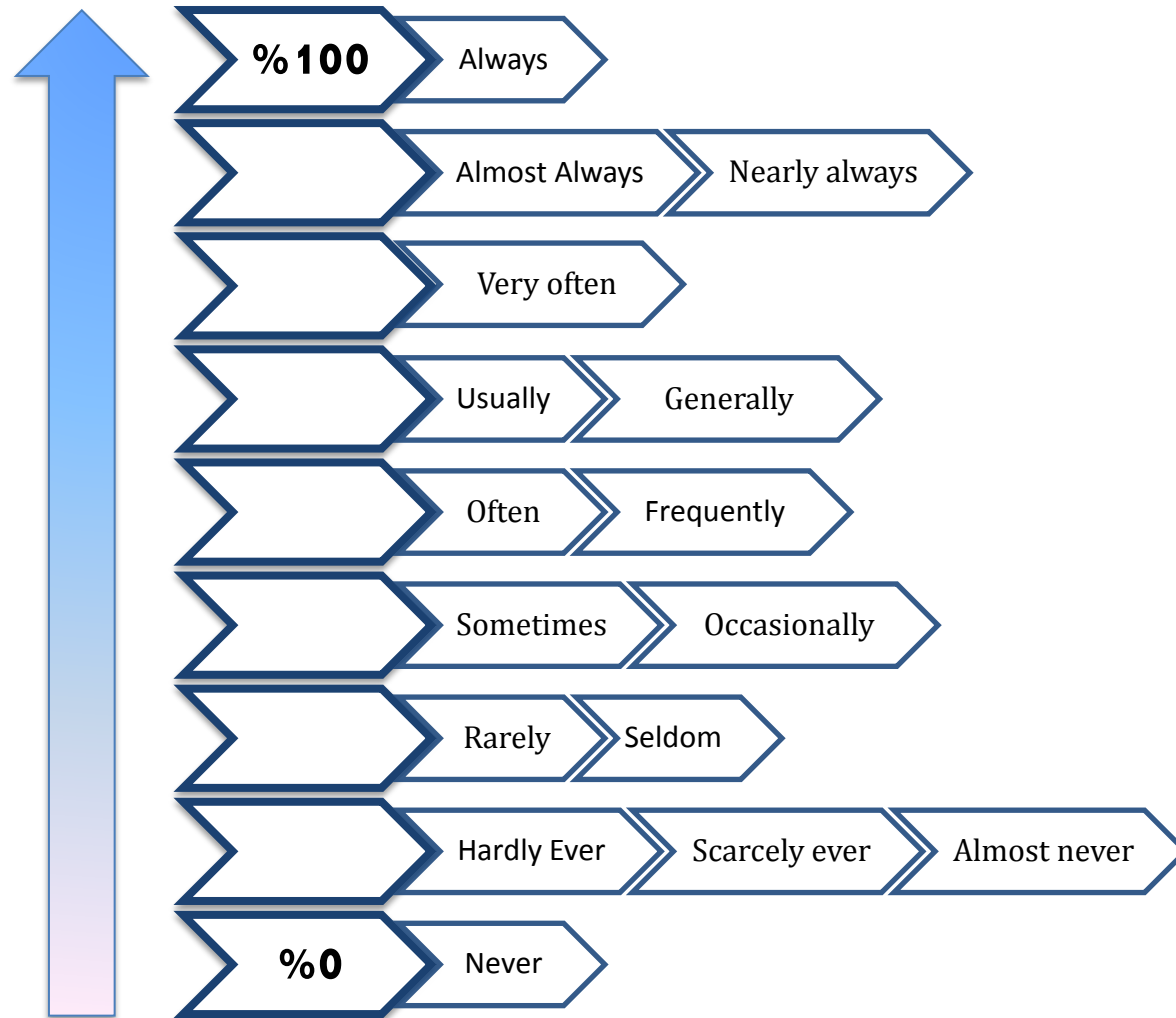 %100 Always
Almost Always Nearly always
Very often
Usually Generally
Often Frequently
Sometimes Occasionally
Rarely Seldom
Hardly Ever Scarcely ever Almost never
%0 Never